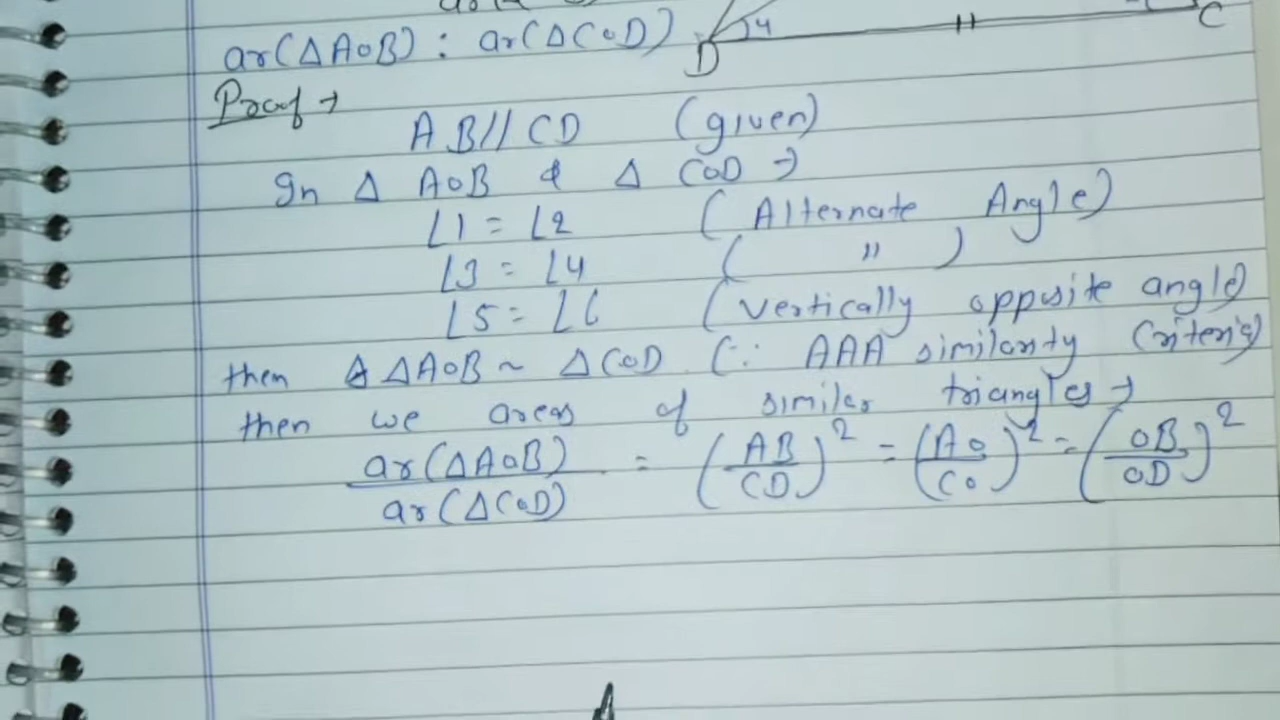 ar(ΔAOB) : ar(ΔCOD)
4
D
C
Proof →
AB//CD (given)
In Δ AOB & Δ COD →
∠1 = ∠2 (Alternate Angle)
∠3 = ∠4 ( " )
∠5 = ∠6 (vertically opposite angle)
then ΔAOB ~ ΔCOD (∵ AAA similarity criteria)
then we areas of similar triangles →
ar(ΔAOB)/ar(ΔCOD) = (AB/CD)² = (AO/CO)² = (OB/OD)²